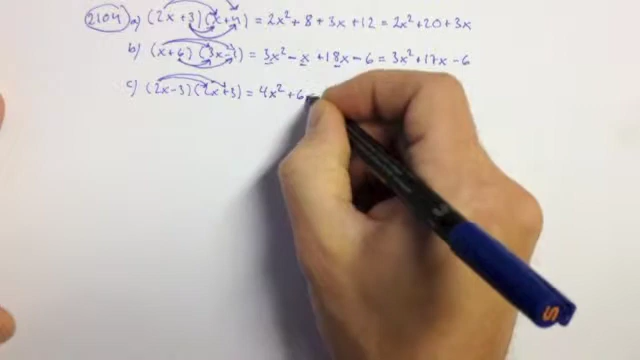 2104 a) (2x+3)(x+4) = 2x² + 8 + 3x + 12 = 2x² + 20 + 3x
b) (x+6)(3x-1) = 3x² - x + 18x - 6 = 3x² + 17x - 6
c) (2x-3)(2x+3) = 4x² + 6
S